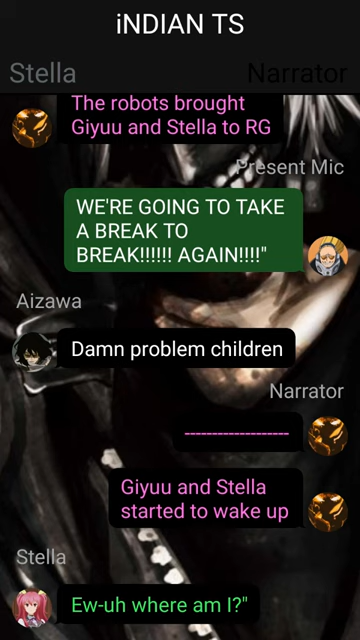 iNDIAN TS
Stella
Narrator
The robots brought
Giyuu and Stella to RG
Present Mic
WE'RE GOING TO TAKE
A BREAK TO
BREAK!!!!!! AGAIN!!!!"
Aizawa
Damn problem children
Narrator
-------------------
Giyuu and Stella
started to wake up
Stella
Ew-uh where am I?"